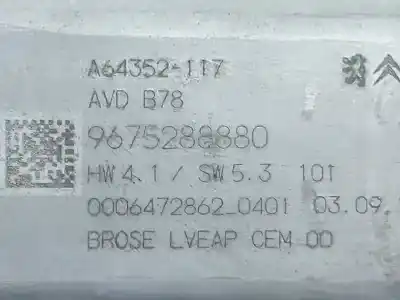 A64352-117
AVD B78
9675288880
HW 4.1 / SW 5.3 101
0006472862_0401 03.09.
BROSE LVEAP CEM 00